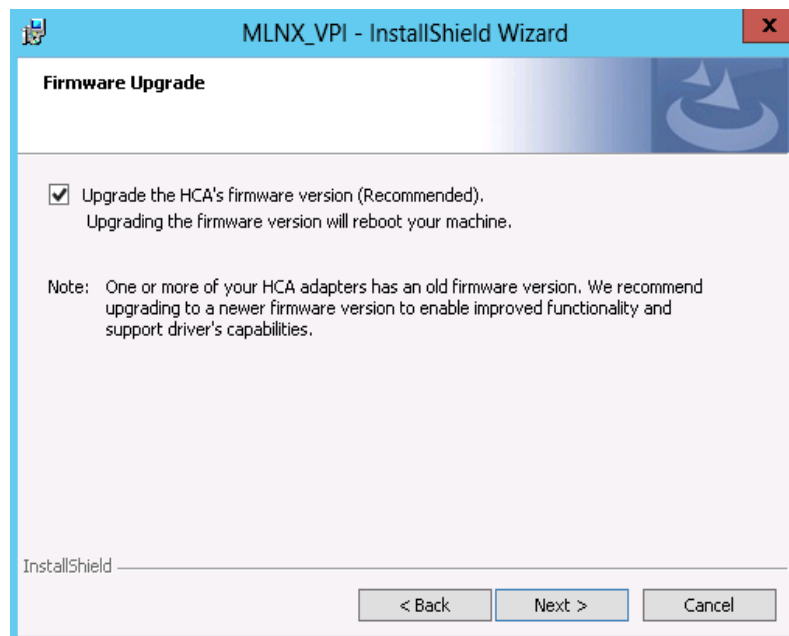 MLNX_VPI - InstallShield Wizard
x
Firmware Upgrade
Upgrade the HCA's firmware version (Recommended).
Upgrading the firmware version will reboot your machine.
Note: One or more of your HCA adapters has an old firmware version. We recommend
upgrading to a newer firmware version to enable improved functionality and
support driver's capabilities.
InstallShield
< Back Next > Cancel